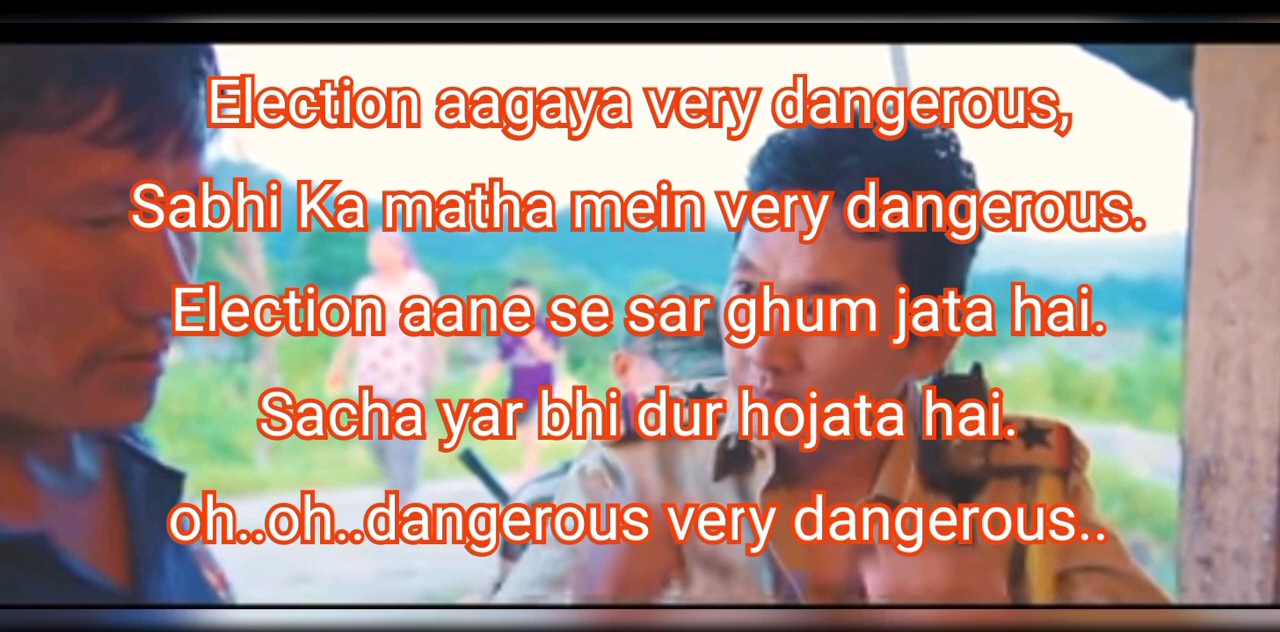 Election aagaya very dangerous,
Sabhi Ka matha mein very dangerous.
Election aane se sar ghum jata hai.
Sacha yar bhi dur hojata hai.
oh..oh..dangerous very dangerous..